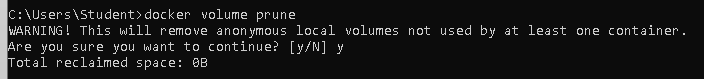 C:\Users\Student>docker volume prune
WARNING! This will remove anonymous local volumes not used by at least one container.
Are you sure you want to continue? [y/N] y
Total reclaimed space: 0B